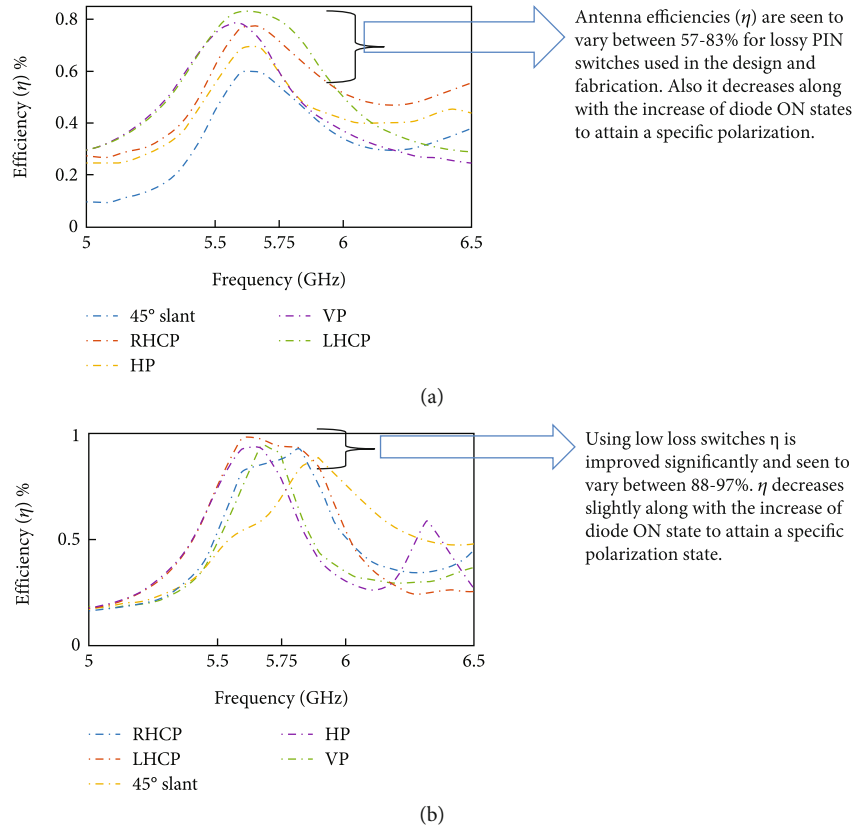 0.8
0.6
0.4
0.2
0
Efficiency (η) %
5
5.5
5.75
6
6.5
Frequency (GHz)
45° slant
RHCP
HP
VP
LHCP
Antenna efficiencies (η) are seen to
vary between 57-83% for lossy PIN
switches used in the design and
fabrication. Also it decreases along
with the increase of diode ON states
to attain a specific polarization.
(a)
1
0.5
0
Efficiency (η) %
5
5.5
5.75
6
6.5
Frequency (GHz)
RHCP
LHCP
45° slant
HP
VP
Using low loss switches η is
improved significantly and seen to
vary between 88-97%. η decreases
slightly along with the increase of
diode ON state to attain a specific
polarization state.
(b)